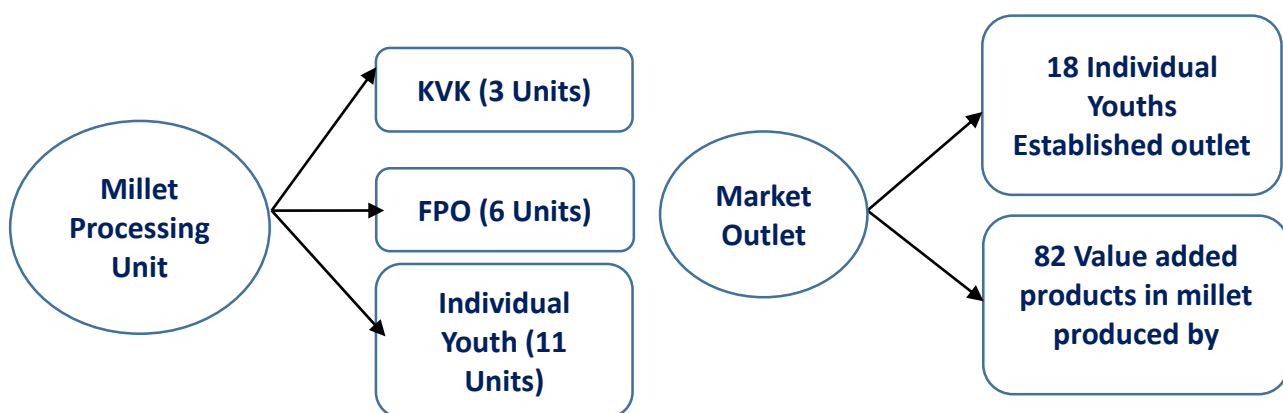 Millet
Processing
Unit
KVK (3 Units)
FPO (6 Units)
Individual
Youth (11
Units)
Market
Outlet
18 Individual
Youths
Established outlet
82 Value added
products in millet
produced by